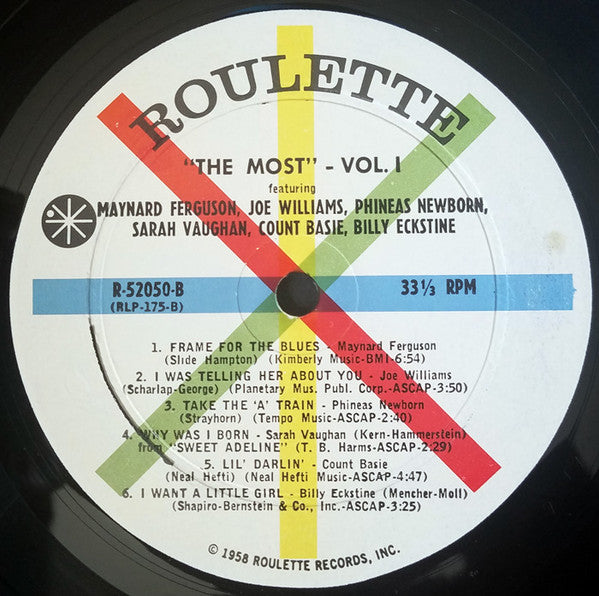 ROULETTE
"THE MOST" - VOL. I
featuring
MAYNARD FERGUSON, JOE WILLIAMS, PHINEAS NEWBORN,
SARAH VAUGHAN, COUNT BASIE, BILLY ECKSTINE
R-52050-B
(RLP-175-B)
33⅓ RPM
1. FRAME FOR THE BLUES - Maynard Ferguson
(Slide Hampton) (Kimberly Music-BMI-6:54)
2. I WAS TELLING HER ABOUT YOU - Joe Williams
(Scharlap-George) (Planetary Mus. Publ. Corp.-ASCAP-3:50)
3. TAKE THE 'A' TRAIN - Phineas Newborn
(Strayhorn) (Tempo Music-ASCAP-2:40)
4. WHY WAS I BORN - Sarah Vaughan (Kern-Hammerstein)
from "SWEET ADELINE" (T. B. Harms-ASCAP-2:29)
5. LIL' DARLIN' - Count Basie
(Neal Hefti) (Neal Hefti Music-ASCAP-4:47)
6. I WANT A LITTLE GIRL - Billy Eckstine (Mencher-Moll)
(Shapiro-Bernstein & Co., Inc.-ASCAP-3:25)
© 1958 ROULETTE RECORDS, INC.